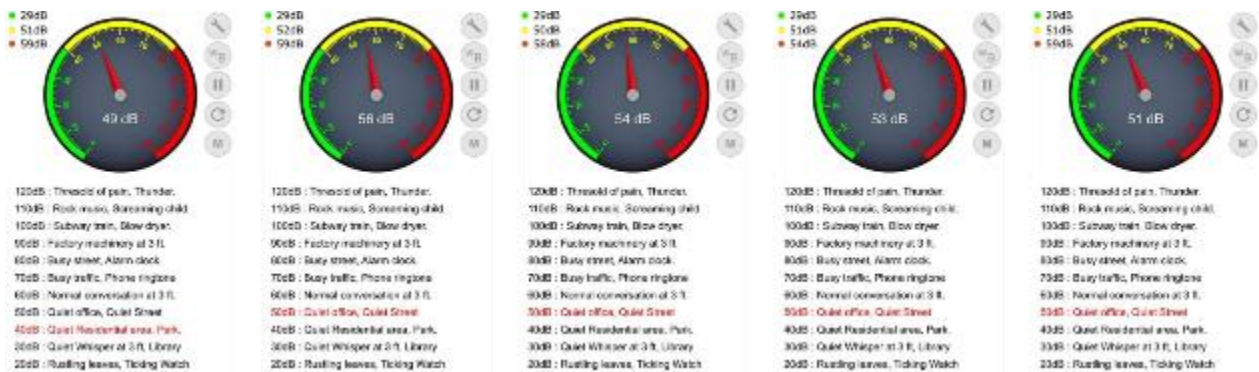 29dB
51dB
59dB
49 dB
120dB : Thresold of pain, Thunder.
110dB : Rock music, Screaming child.
100dB : Subway train, Blow dryer.
90dB : Factory machinery at 3 ft.
80dB : Busy street, Alarm clock.
70dB : Busy traffic, Phone ringtone
60dB : Normal conversation at 3 ft.
50dB : Quiet office, Quiet Street
40dB : Quiet Residential area, Park.
30dB : Quiet Whisper at 3 ft, Library
20dB : Rustling leaves, Ticking Watch
29dB
52dB
59dB
56 dB
120dB : Thresold of pain, Thunder.
110dB : Rock music, Screaming child.
100dB : Subway train, Blow dryer.
90dB : Factory machinery at 3 ft.
80dB : Busy street, Alarm clock.
70dB : Busy traffic, Phone ringtone
60dB : Normal conversation at 3 ft.
50dB : Quiet office, Quiet Street
40dB : Quiet Residential area, Park.
30dB : Quiet Whisper at 3 ft, Library
20dB : Rustling leaves, Ticking Watch
29dB
50dB
58dB
54 dB
120dB : Thresold of pain, Thunder.
110dB : Rock music, Screaming child.
100dB : Subway train, Blow dryer.
90dB : Factory machinery at 3 ft.
80dB : Busy street, Alarm clock.
70dB : Busy traffic, Phone ringtone
60dB : Normal conversation at 3 ft.
50dB : Quiet office, Quiet Street
40dB : Quiet Residential area, Park.
30dB : Quiet Whisper at 3 ft, Library
20dB : Rustling leaves, Ticking Watch
29dB
51dB
54dB
53 dB
120dB : Thresold of pain, Thunder.
110dB : Rock music, Screaming child.
100dB : Subway train, Blow dryer.
90dB : Factory machinery at 3 ft.
80dB : Busy street, Alarm clock.
70dB : Busy traffic, Phone ringtone
60dB : Normal conversation at 3 ft.
50dB : Quiet office, Quiet Street
40dB : Quiet Residential area, Park.
30dB : Quiet Whisper at 3 ft, Library
20dB : Rustling leaves, Ticking Watch
29dB
51dB
59dB
51 dB
120dB : Thresold of pain, Thunder.
110dB : Rock music, Screaming child.
100dB : Subway train, Blow dryer.
90dB : Factory machinery at 3 ft.
80dB : Busy street, Alarm clock.
70dB : Busy traffic, Phone ringtone
60dB : Normal conversation at 3 ft.
50dB : Quiet office, Quiet Street
40dB : Quiet Residential area, Park.
30dB : Quiet Whisper at 3 ft, Library
20dB : Rustling leaves, Ticking Watch